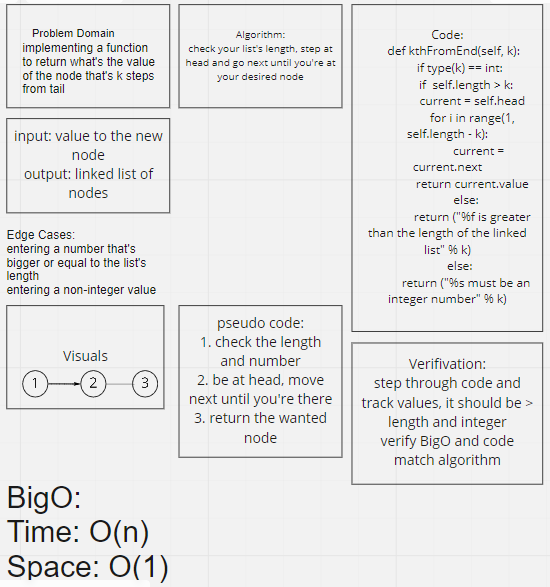 Problem Domain
implementing a function
to return what's the value
of the node that's k steps
from tail
input: value to the new
node
output: linked list of
nodes
Edge Cases:
entering a number that's
bigger or equal to the list's
length
entering a non-integer value
Visuals
1
2
3
Algorithm:
check your list's length, step at
head and go next until you're at
your desired node
pseudo code:
1. check the length
and number
2. be at head, move
next until you're there
3. return the wanted
node
Code:
def kthFromEnd(self, k):
if type(k) == int:
if self.length > k:
current = self.head
for i in range(1,
self.length - k):
current =
current.next
return current.value
else:
return ("%f is greater
than the length of the linked
list" % k)
else:
return ("%s must be an
integer number" % k)
Verifivation:
step through code and
track values, it should be >
length and integer
verify BigO and code
match algorithm
BigO:
Time: O(n)
Space: O(1)